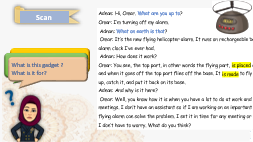 Scan
What is this gadget ?
What is it for?
Adnan: Hi, Omar. What are you up to?
Omar: I'm turning off my alarm.
Adnan: What on earth is that?
Omar: It's the new flying helicopter alarm, It runs on rechargeable b
alarm clock I've ever had.
Adnan: How does it work?
Omar: You see, the top part, in other words the flying part, is placed
and when it goes off the top part flies off the base. It is made to fly
up, catch it, and put it back on its base.
Adnan: And why is it here?
Omar: Well, you know how it is when you have a lot to do at work and
meetings. I don't have an assistant so if I am working on an important
flying alarm can solve the problem. I set it in time for any meeting or
I don't have to worry. What do you think?